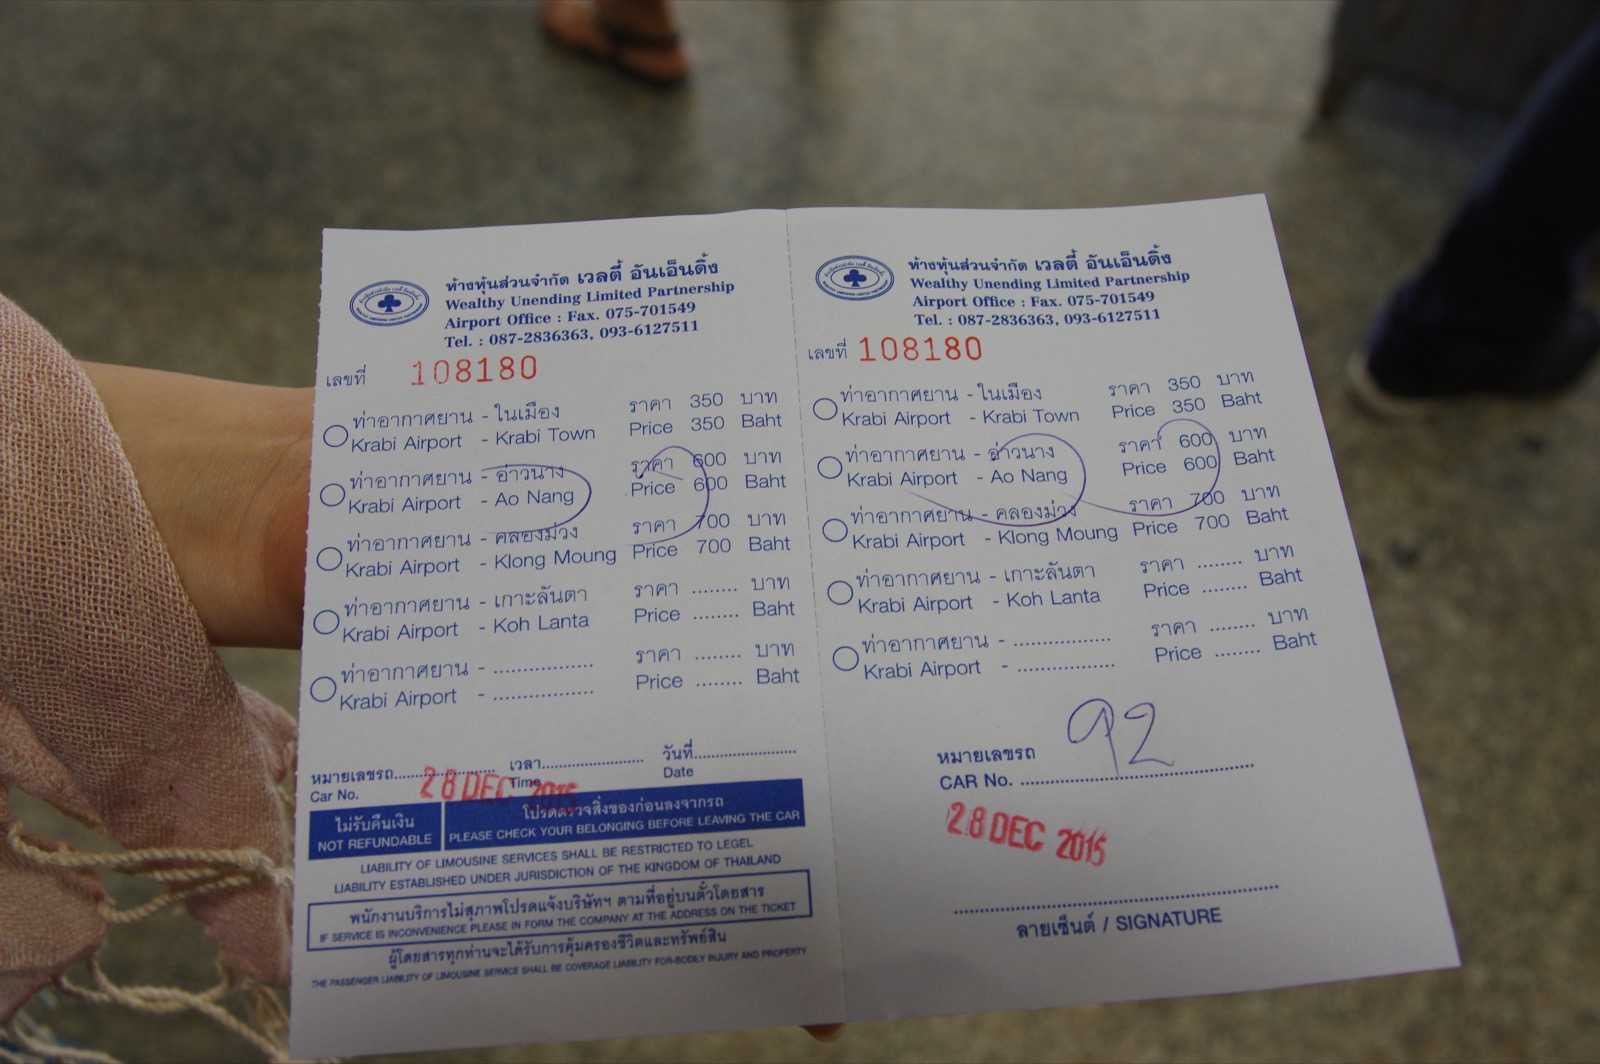 ห้างหุ้นส่วนจำกัด เวลตี้ อันเอ็นดิ้ง
Wealthy Unending Limited Partnership
Airport Office : Fax. 075-701549
Tel. : 087-2836363, 093-6127511
เลขที่ 108180
ท่าอากาศยาน - ในเมือง ราคา 350 บาท
Krabi Airport - Krabi Town Price 350 Baht
ท่าอากาศยาน - อ่าวนาง ราคา 600 บาท
Krabi Airport - Ao Nang Price 600 Baht
ท่าอากาศยาน - คลองม่วง ราคา 700 บาท
Krabi Airport - Klong Moung Price 700 Baht
ท่าอากาศยาน - เกาะลันตา ราคา ........ บาท
Krabi Airport - Koh Lanta Price ........ Baht
ท่าอากาศยาน - ................. ราคา ........ บาท
Krabi Airport - ................. Price ........ Baht
หมายเลขรถ........................ เวลา........................ วันที่........................
Car No. Time Date
28 DEC 2015
ไม่รับคืนเงิน
NOT REFUNDABLE
โปรดตรวจสิ่งของก่อนลงจากรถ
PLEASE CHECK YOUR BELONGING BEFORE LEAVING THE CAR
LIABILITY OF LIMOUSINE SERVICES SHALL BE RESTRICTED TO LEGEL
LIABILITY ESTABLISHED UNDER JURISDICTION OF THE KINGDOM OF THAILAND
พนักงานบริการไม่สุภาพโปรดแจ้งบริษัทฯ ตามที่อยู่บนตั๋วโดยสาร
IF SERVICE IS INCONVENIENCE PLEASE IN FORM THE COMPANY AT THE ADDRESS ON THE TICKET
ผู้โดยสารทุกท่านจะได้รับการคุ้มครองชีวิตและทรัพย์สิน
THE PASSENGER LIABILITY OF LIMOUSINE SERVICE SHALL BE COVERAGE LIABILITY FOR-BODILY INJURY AND PROPERTY
ห้างหุ้นส่วนจำกัด เวลตี้ อันเอ็นดิ้ง
Wealthy Unending Limited Partnership
Airport Office : Fax. 075-701549
Tel. : 087-2836363, 093-6127511
เลขที่ 108180
ท่าอากาศยาน - ในเมือง ราคา 350 บาท
Krabi Airport - Krabi Town Price 350 Baht
ท่าอากาศยาน - อ่าวนาง ราคา 600 บาท
Krabi Airport - Ao Nang Price 600 Baht
ท่าอากาศยาน - คลองม่วง ราคา 700 บาท
Krabi Airport - Klong Moung Price 700 Baht
ท่าอากาศยาน - เกาะลันตา ราคา ........ บาท
Krabi Airport - Koh Lanta Price ........ Baht
ท่าอากาศยาน - ................. ราคา ........ บาท
Krabi Airport - ................. Price ........ Baht
หมายเลขรถ 92
CAR No. ........................................
28 DEC 2015
........................................................
ลายเซ็นต์ / SIGNATURE